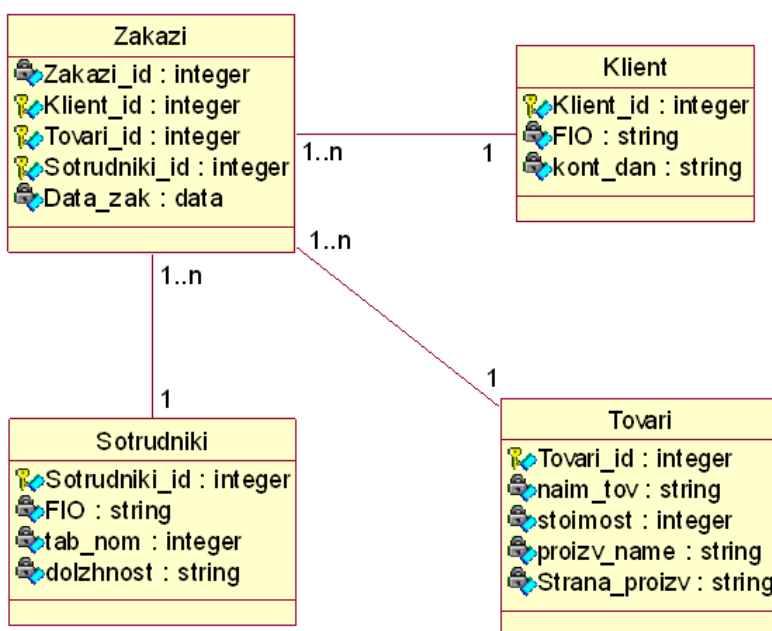 Zakazi
Zakazi_id : integer
Klient_id : integer
Tovari_id : integer
Sotrudniki_id : integer
Data_zak : data
Klient
Klient_id : integer
FIO : string
kont_dan : string
1..n
1
1..n
1..n
1
1
Sotrudniki
Sotrudniki_id : integer
FIO : string
tab_nom : integer
dolzhnost : string
Tovari
Tovari_id : integer
naim_tov : string
stoimost : integer
proizv_name : string
Strana_proizv : string